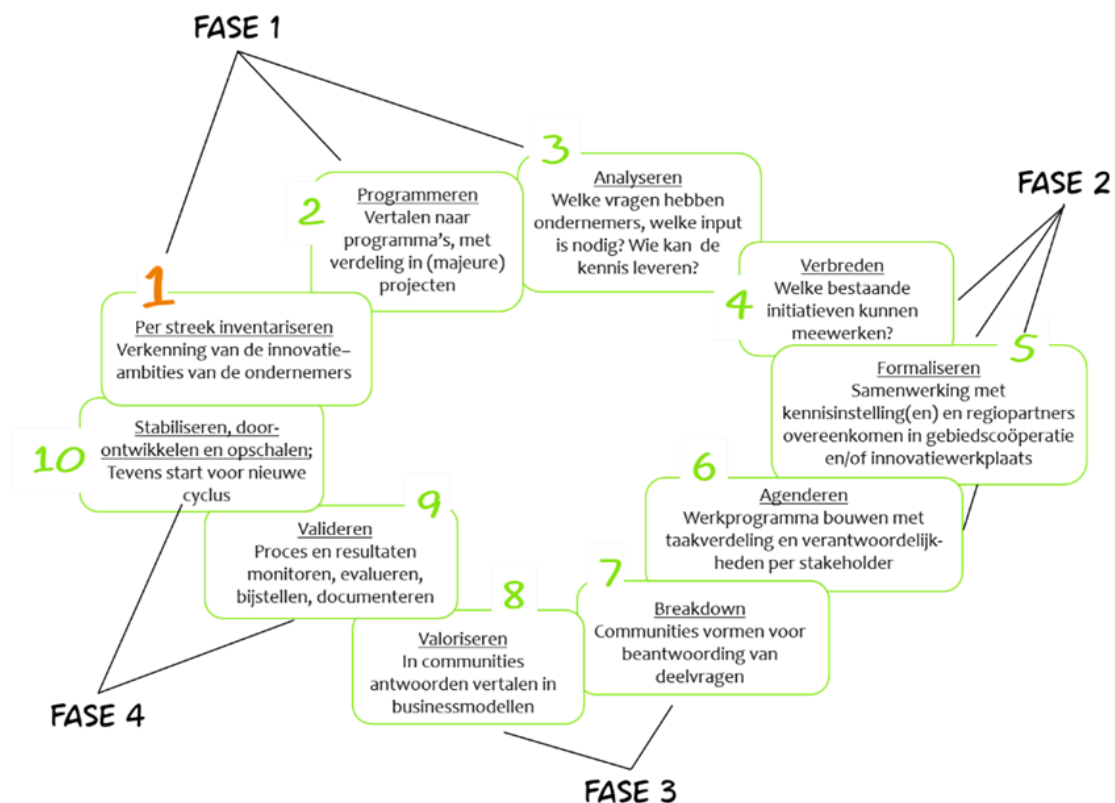 FASE 1
1
Per streek inventariseren
Verkenning van de innovatie–
ambities van de ondernemers
2
Programmeren
Vertalen naar
programma's, met
verdeling in (majeure)
projecten
3
Analyseren
Welke vragen hebben
ondernemers, welke input
is nodig? Wie kan de
kennis leveren?
FASE 2
4
Verbreden
Welke bestaande
initiatieven kunnen
meewerken?
5
Formaliseren
Samenwerking met
kennisinstelling(en) en regiopartners
overeenkomen in gebiedscoöperatie
en/of innovatiewerkplaats
6
Agenderen
Werkprogramma bouwen met
taakverdeling en verantwoordelijk-
heden per stakeholder
7
Breakdown
Communities vormen voor
beantwoording van
deelvragen
8
Valoriseren
In communities
antwoorden vertalen in
businessmodellen
FASE 3
9
Valideren
Proces en resultaten
monitoren, evalueren,
bijstellen, documenteren
10
Stabiliseren, door-
ontwikkelen en opschalen;
Tevens start voor nieuwe
cyclus
FASE 4